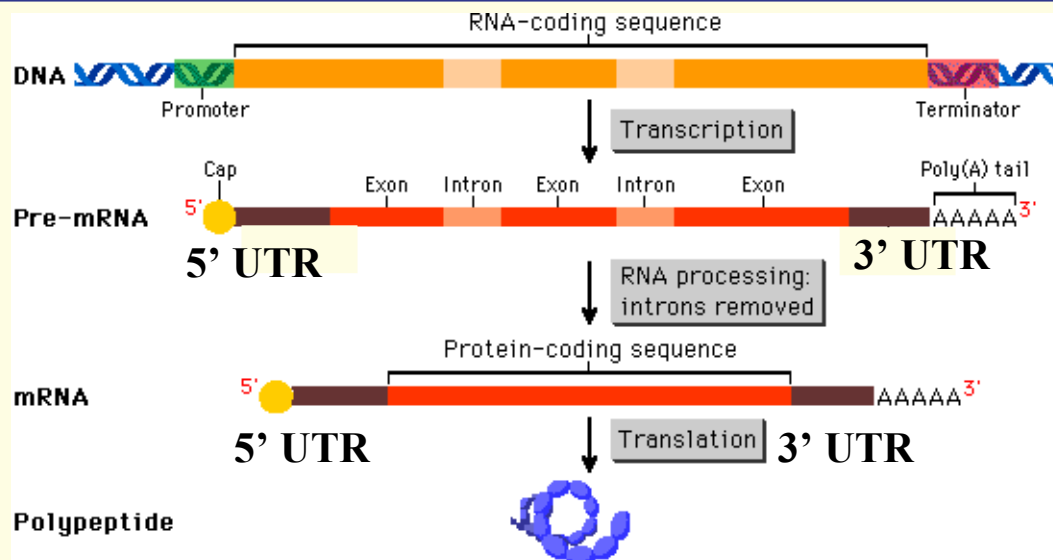 RNA-coding sequence
DNA
Promoter
Terminator
Transcription
Cap
Exon
Intron
Exon
Intron
Exon
Poly(A) tail
Pre-mRNA
5'
AAAAA
3'
5’ UTR
3’ UTR
RNA processing:
introns removed
Protein-coding sequence
mRNA
5'
AAAAA
3'
5’ UTR
Translation
3’ UTR
Polypeptide